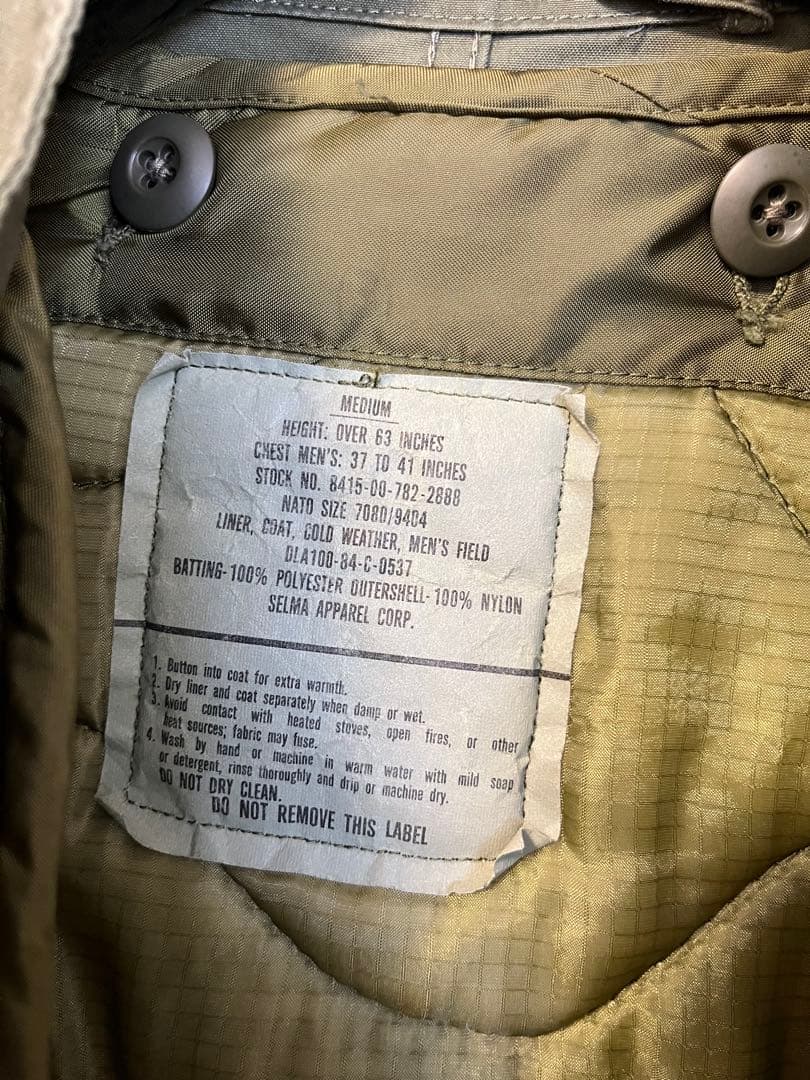 MEDIUM
HEIGHT: OVER 63 INCHES
CHEST MEN'S: 37 TO 41 INCHES
STOCK NO. 8415-00-782-2888
NATO SIZE 7080/9404
LINER, COAT, COLD WEATHER, MEN'S FIELD
DLA100-84-C-0537
BATTING-100% POLYESTER OUTERSHELL-100% NYLON
SELMA APPAREL CORP.
1. Button into coat for extra warmth.
2. Dry liner and coat separately when damp or wet.
3. Avoid contact with heated stoves, open fires, or other
heat sources; fabric may fuse.
4. Wash by hand or machine in warm water with mild soap
or detergent, rinse thoroughly and drip or machine dry.
DO NOT DRY CLEAN.
DO NOT REMOVE THIS LABEL